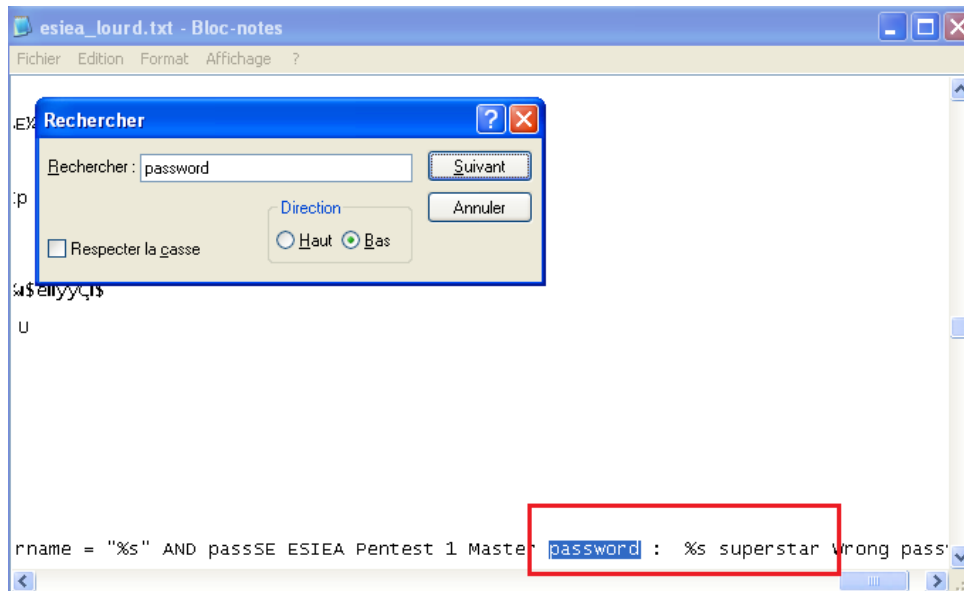 esiea_lourd.txt - Bloc-notes
Fichier Edition Format Affichage ?
Rechercher
Rechercher : password
Suivant
Direction
Annuler
Haut Bas
Respecter la casse
U
rname = "%s" AND passSE ESIEA Pentest 1 Master password : %s superstar Wrong pass